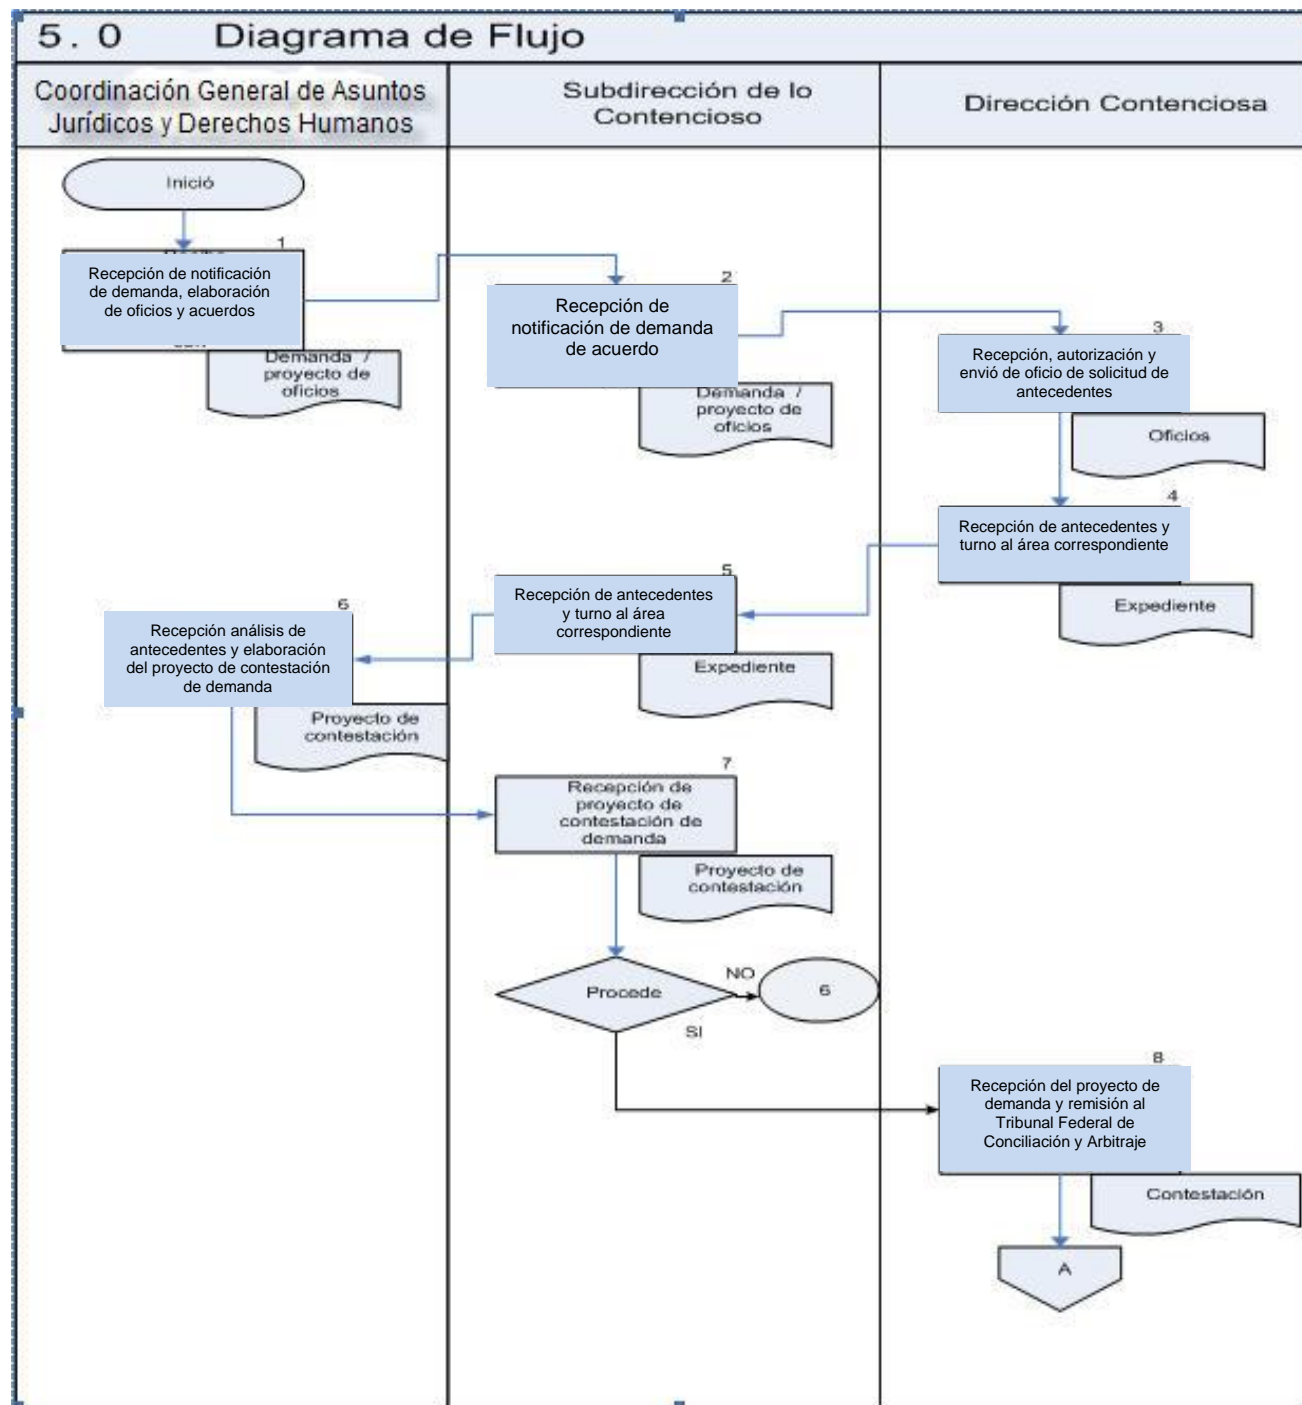 5.0 Diagrama de Flujo
Coordinación General de Asuntos
Jurídicos y Derechos Humanos
Subdirección de lo
Contencioso
Dirección Contenciosa
Inició
1
Recepción de notificación
de demanda, elaboración
de oficios y acuerdos
Demanda /
proyecto de
oficios
2
Recepción de
notificación de demanda
de acuerdo
Demanda /
proyecto de
oficios
3
Recepción, autorización y
envió de oficio de solicitud de
antecedentes
Oficios
4
Recepción de antecedentes y
turno al área correspondiente
Expediente
5
Recepción de antecedentes
y turno al área
correspondiente
Expediente
6
Recepción análisis de
antecedentes y elaboración
del proyecto de contestación
de demanda
Proyecto de
contestación
7
Recepción de
proyecto de
contestación de
demanda
Proyecto de
contestación
Procede
NO
6
SI
8
Recepción del proyecto de
demanda y remisión al
Tribunal Federal de
Conciliación y Arbitraje
Contestación
A